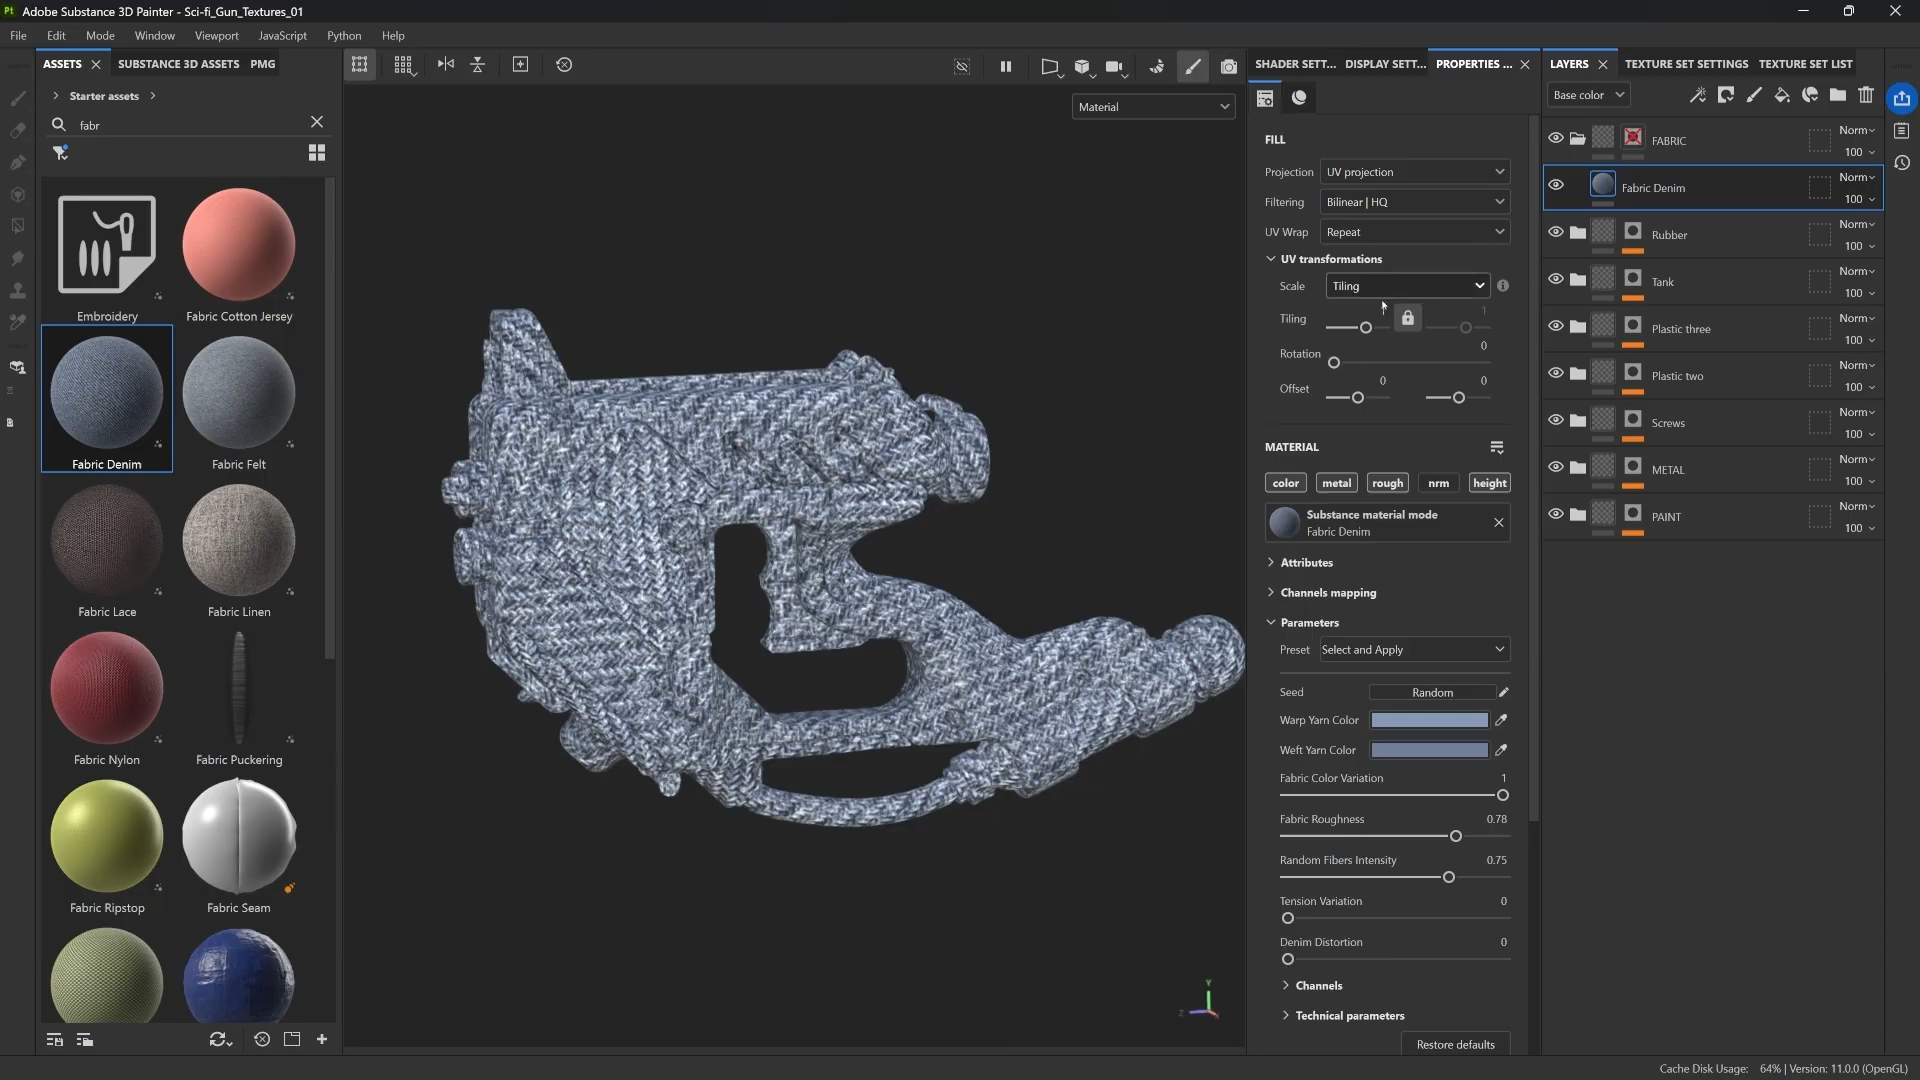 Pt Adobe Substance 3D Painter - Sci-fi_Gun_Textures_01
File Edit Mode Window Viewport JavaScript Python Help
ASSETS SUBSTANCE 3D ASSETS PMG
Starter assets
fabr
Embroidery
Fabric Cotton Jersey
Fabric Denim
Fabric Felt
Fabric Lace
Fabric Linen
Fabric Nylon
Fabric Puckering
Fabric Ripstop
Fabric Seam
Material
Y
Z
SHADER SETT... DISPLAY SETT... PROPERTIES ...
FILL
Projection UV projection
Filtering Bilinear | HQ
UV Wrap Repeat
UV transformations
Scale Tiling
Tiling 1
Rotation 0
Offset 0 0
MATERIAL
color metal rough nrm height
Substance material mode
Fabric Denim
Attributes
Channels mapping
Parameters
Preset Select and Apply
Seed Random
Warp Yarn Color
Weft Yarn Color
Fabric Color Variation 1
Fabric Roughness 0.78
Random Fibers Intensity 0.75
Tension Variation 0
Denim Distortion 0
Channels
Technical parameters
Restore defaults
LAYERS TEXTURE SET SETTINGS TEXTURE SET LIST
Base color
FABRIC Norm 100
Fabric Denim Norm 100
Rubber Norm 100
Tank Norm 100
Plastic three Norm 100
Plastic two Norm 100
Screws Norm 100
METAL Norm 100
PAINT Norm 100
Cache Disk Usage: 64% | Version: 11.0.0 (OpenGL)